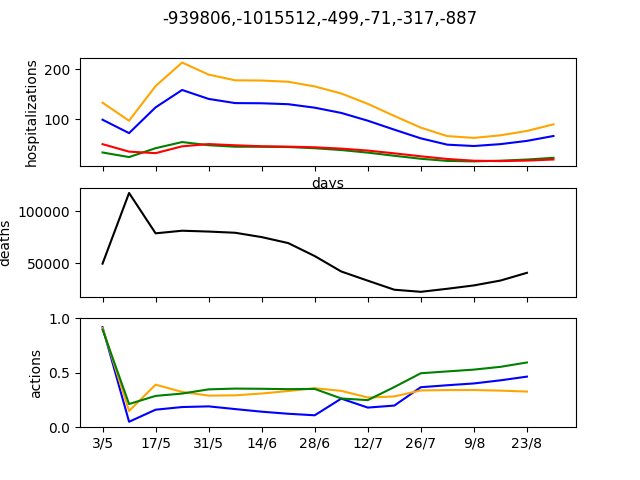 -939806,-1015512,-499,-71,-317,-887
200
100
hospitalizations
days
100000
50000
deaths
1.0
0.5
0.0
actions
3/5 17/5 31/5 14/6 28/6 12/7 26/7 9/8 23/8